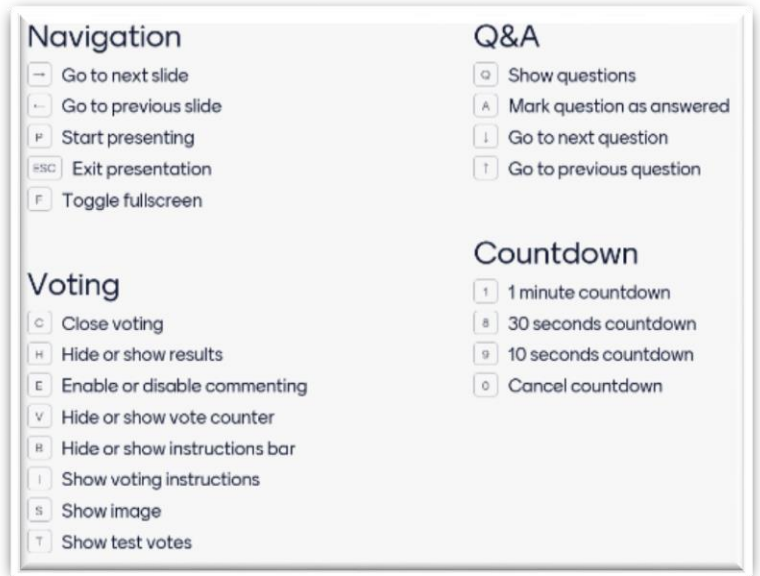 Navigation
→ Go to next slide
← Go to previous slide
P Start presenting
ESC Exit presentation
F Toggle fullscreen
Voting
C Close voting
H Hide or show results
E Enable or disable commenting
V Hide or show vote counter
B Hide or show instructions bar
I Show voting instructions
S Show image
T Show test votes
Q&A
Q Show questions
A Mark question as answered
↓ Go to next question
↑ Go to previous question
Countdown
1 1 minute countdown
8 30 seconds countdown
9 10 seconds countdown
0 Cancel countdown